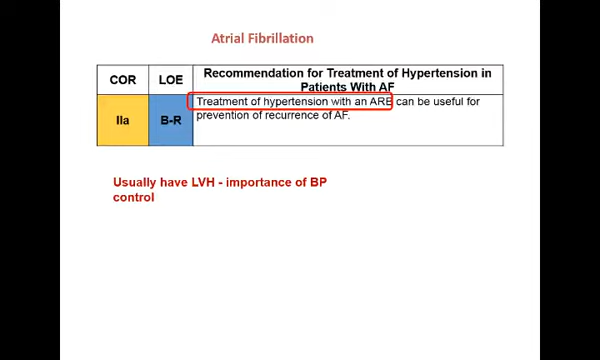 Atrial Fibrillation
COR LOE Recommendation for Treatment of Hypertension in
Patients With AF
IIa B-R Treatment of hypertension with an ARB can be useful for
prevention of recurrence of AF.
Usually have LVH - importance of BP
control